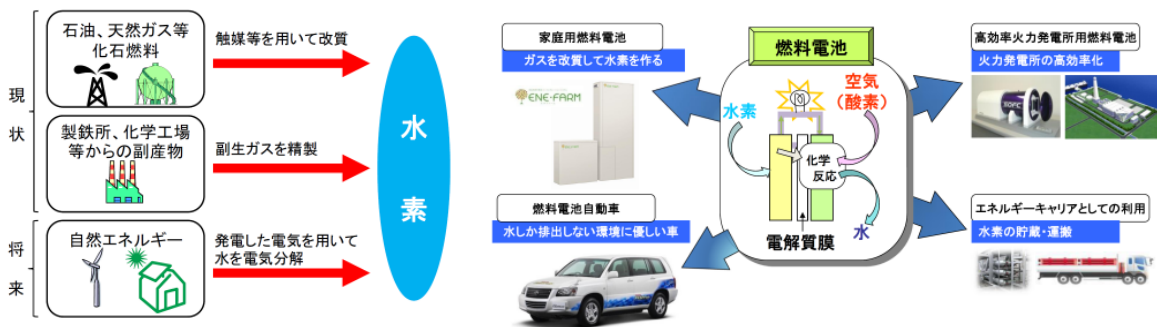 現状
石油、天然ガス等
化石燃料
触媒等を用いて改質
製鉄所、化学工場
等からの副産物
副生ガスを精製
将来
自然エネルギー
発電した電気を用いて
水を電気分解
水素
家庭用燃料電池
ガスを改質して水素を作る
ENE・FARM
燃料電池
水素
空気
（酸素）
化学
反応
水
電解質膜
高効率火力発電所用燃料電池
火力発電所の高効率化
SOFC
燃料電池自動車
水しか排出しない環境に優しい車
エネルギーキャリアとしての利用
水素の貯蔵・運搬